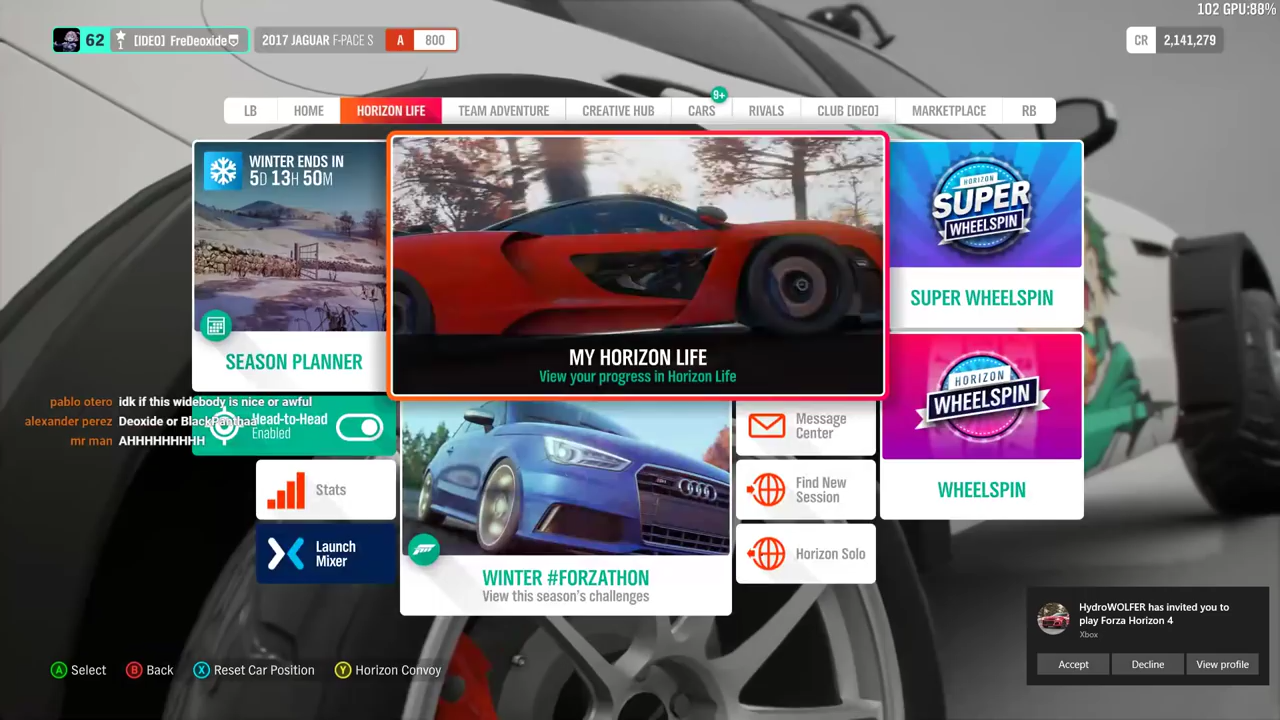 102 GPU:88%
62 1 [IDEO] FreDeoxide
2017 JAGUAR F-PACE S A 800
CR 2,141,279
LB HOME HORIZON LIFE TEAM ADVENTURE CREATIVE HUB CARS 9+ RIVALS CLUB [IDEO] MARKETPLACE RB
WINTER ENDS IN
5D 13H 50M
SEASON PLANNER
MY HORIZON LIFE
View your progress in Horizon Life
HORIZON
SUPER
WHEELSPIN
SUPER WHEELSPIN
HORIZON
WHEELSPIN
WHEELSPIN
pablo otero idk if this widebody is nice or awful
alexander perez Deoxide or BlackPanthaa
mr man AHHHHHHHHH
Head-to-Head
Enabled
Stats
Launch
Mixer
WINTER #FORZATHON
View this season's challenges
Message
Center
Find New
Session
Horizon Solo
HydroWOLFER has invited you to
play Forza Horizon 4
Xbox
Accept Decline View profile
A Select B Back X Reset Car Position Y Horizon Convoy